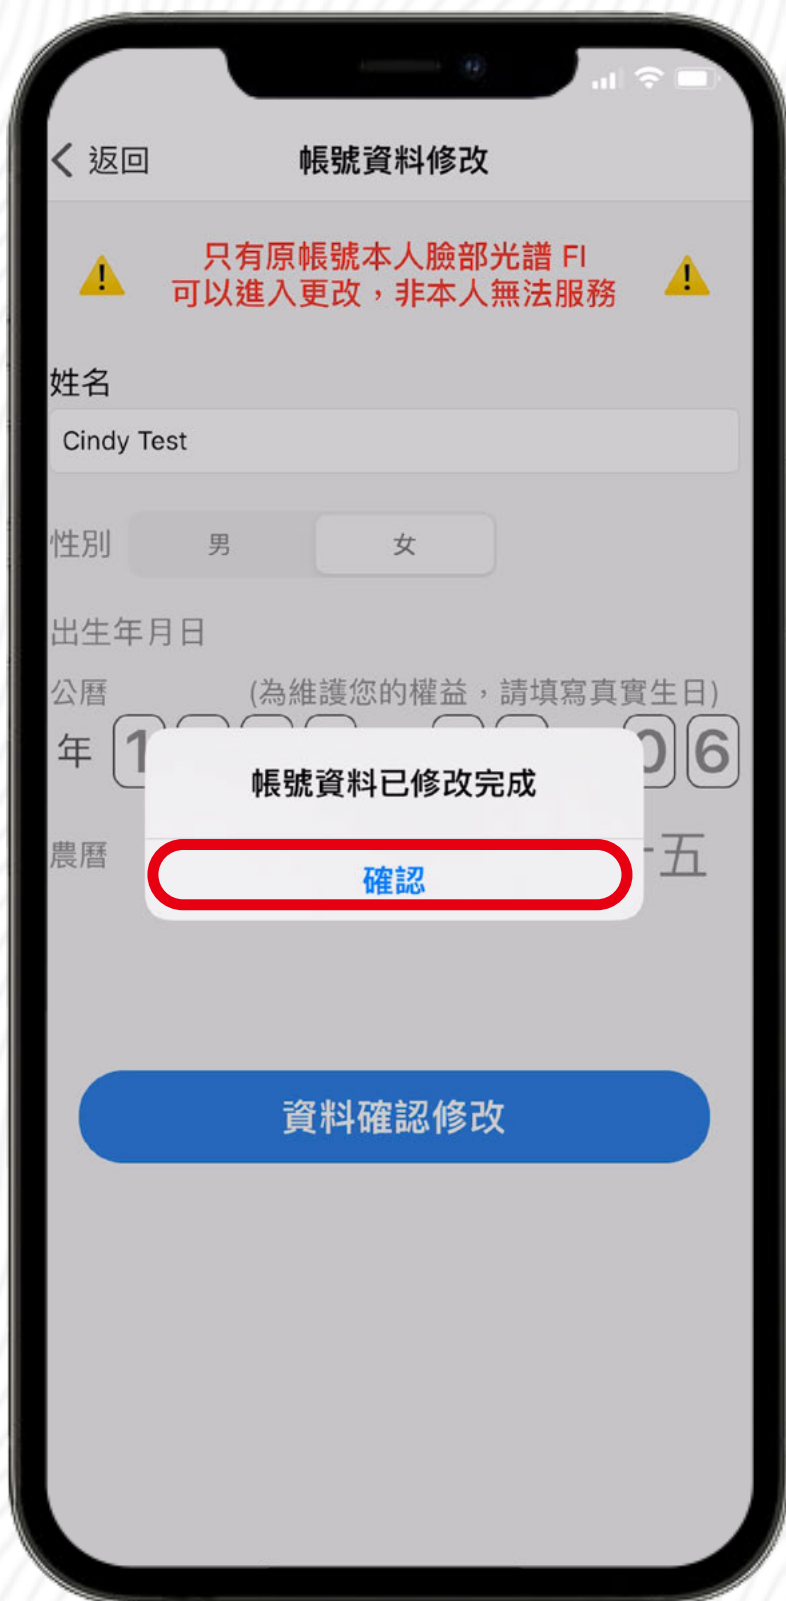 返回
帳號資料修改
只有原帳號本人臉部光譜 FI
可以進入更改，非本人無法服務
姓名
Cindy Test
性別 男 女
出生年月日
公曆 (為維護您的權益，請填寫真實生日)
年 1 06
帳號資料已修改完成
農曆 五
確認
資料確認修改